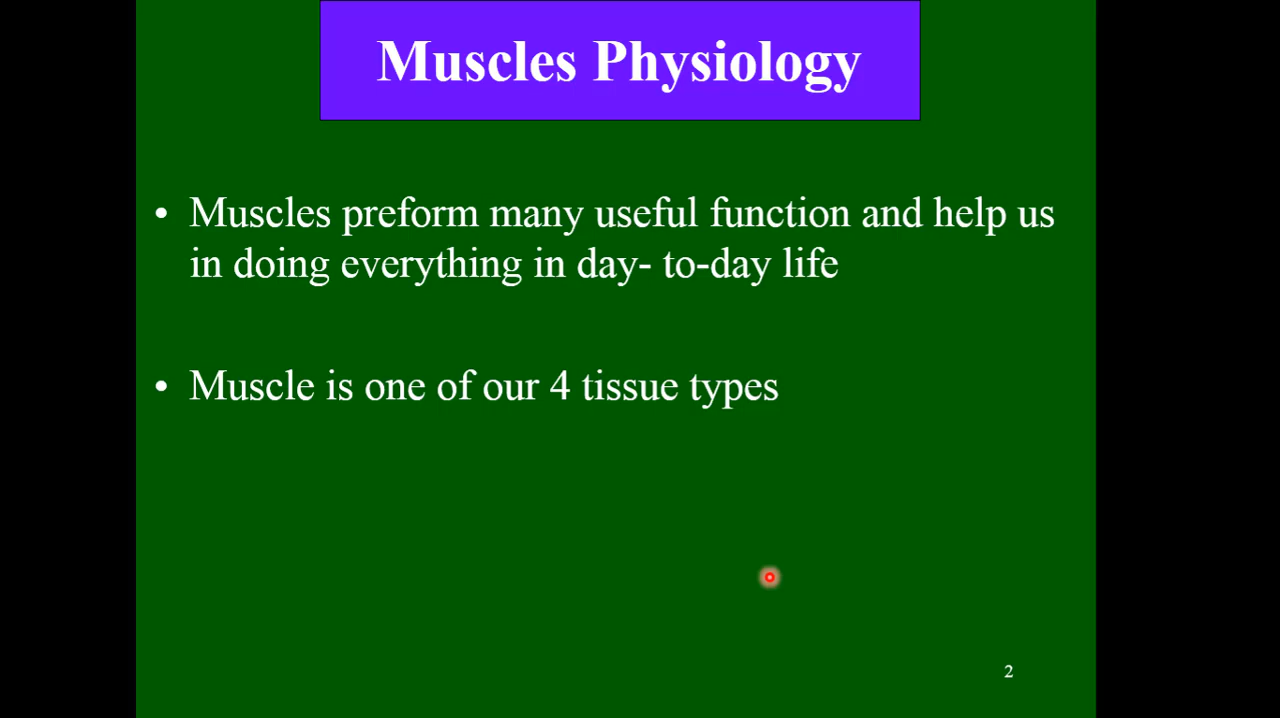 Muscles Physiology
• Muscles preform many useful function and help us
in doing everything in day- to-day life
• Muscle is one of our 4 tissue types
2